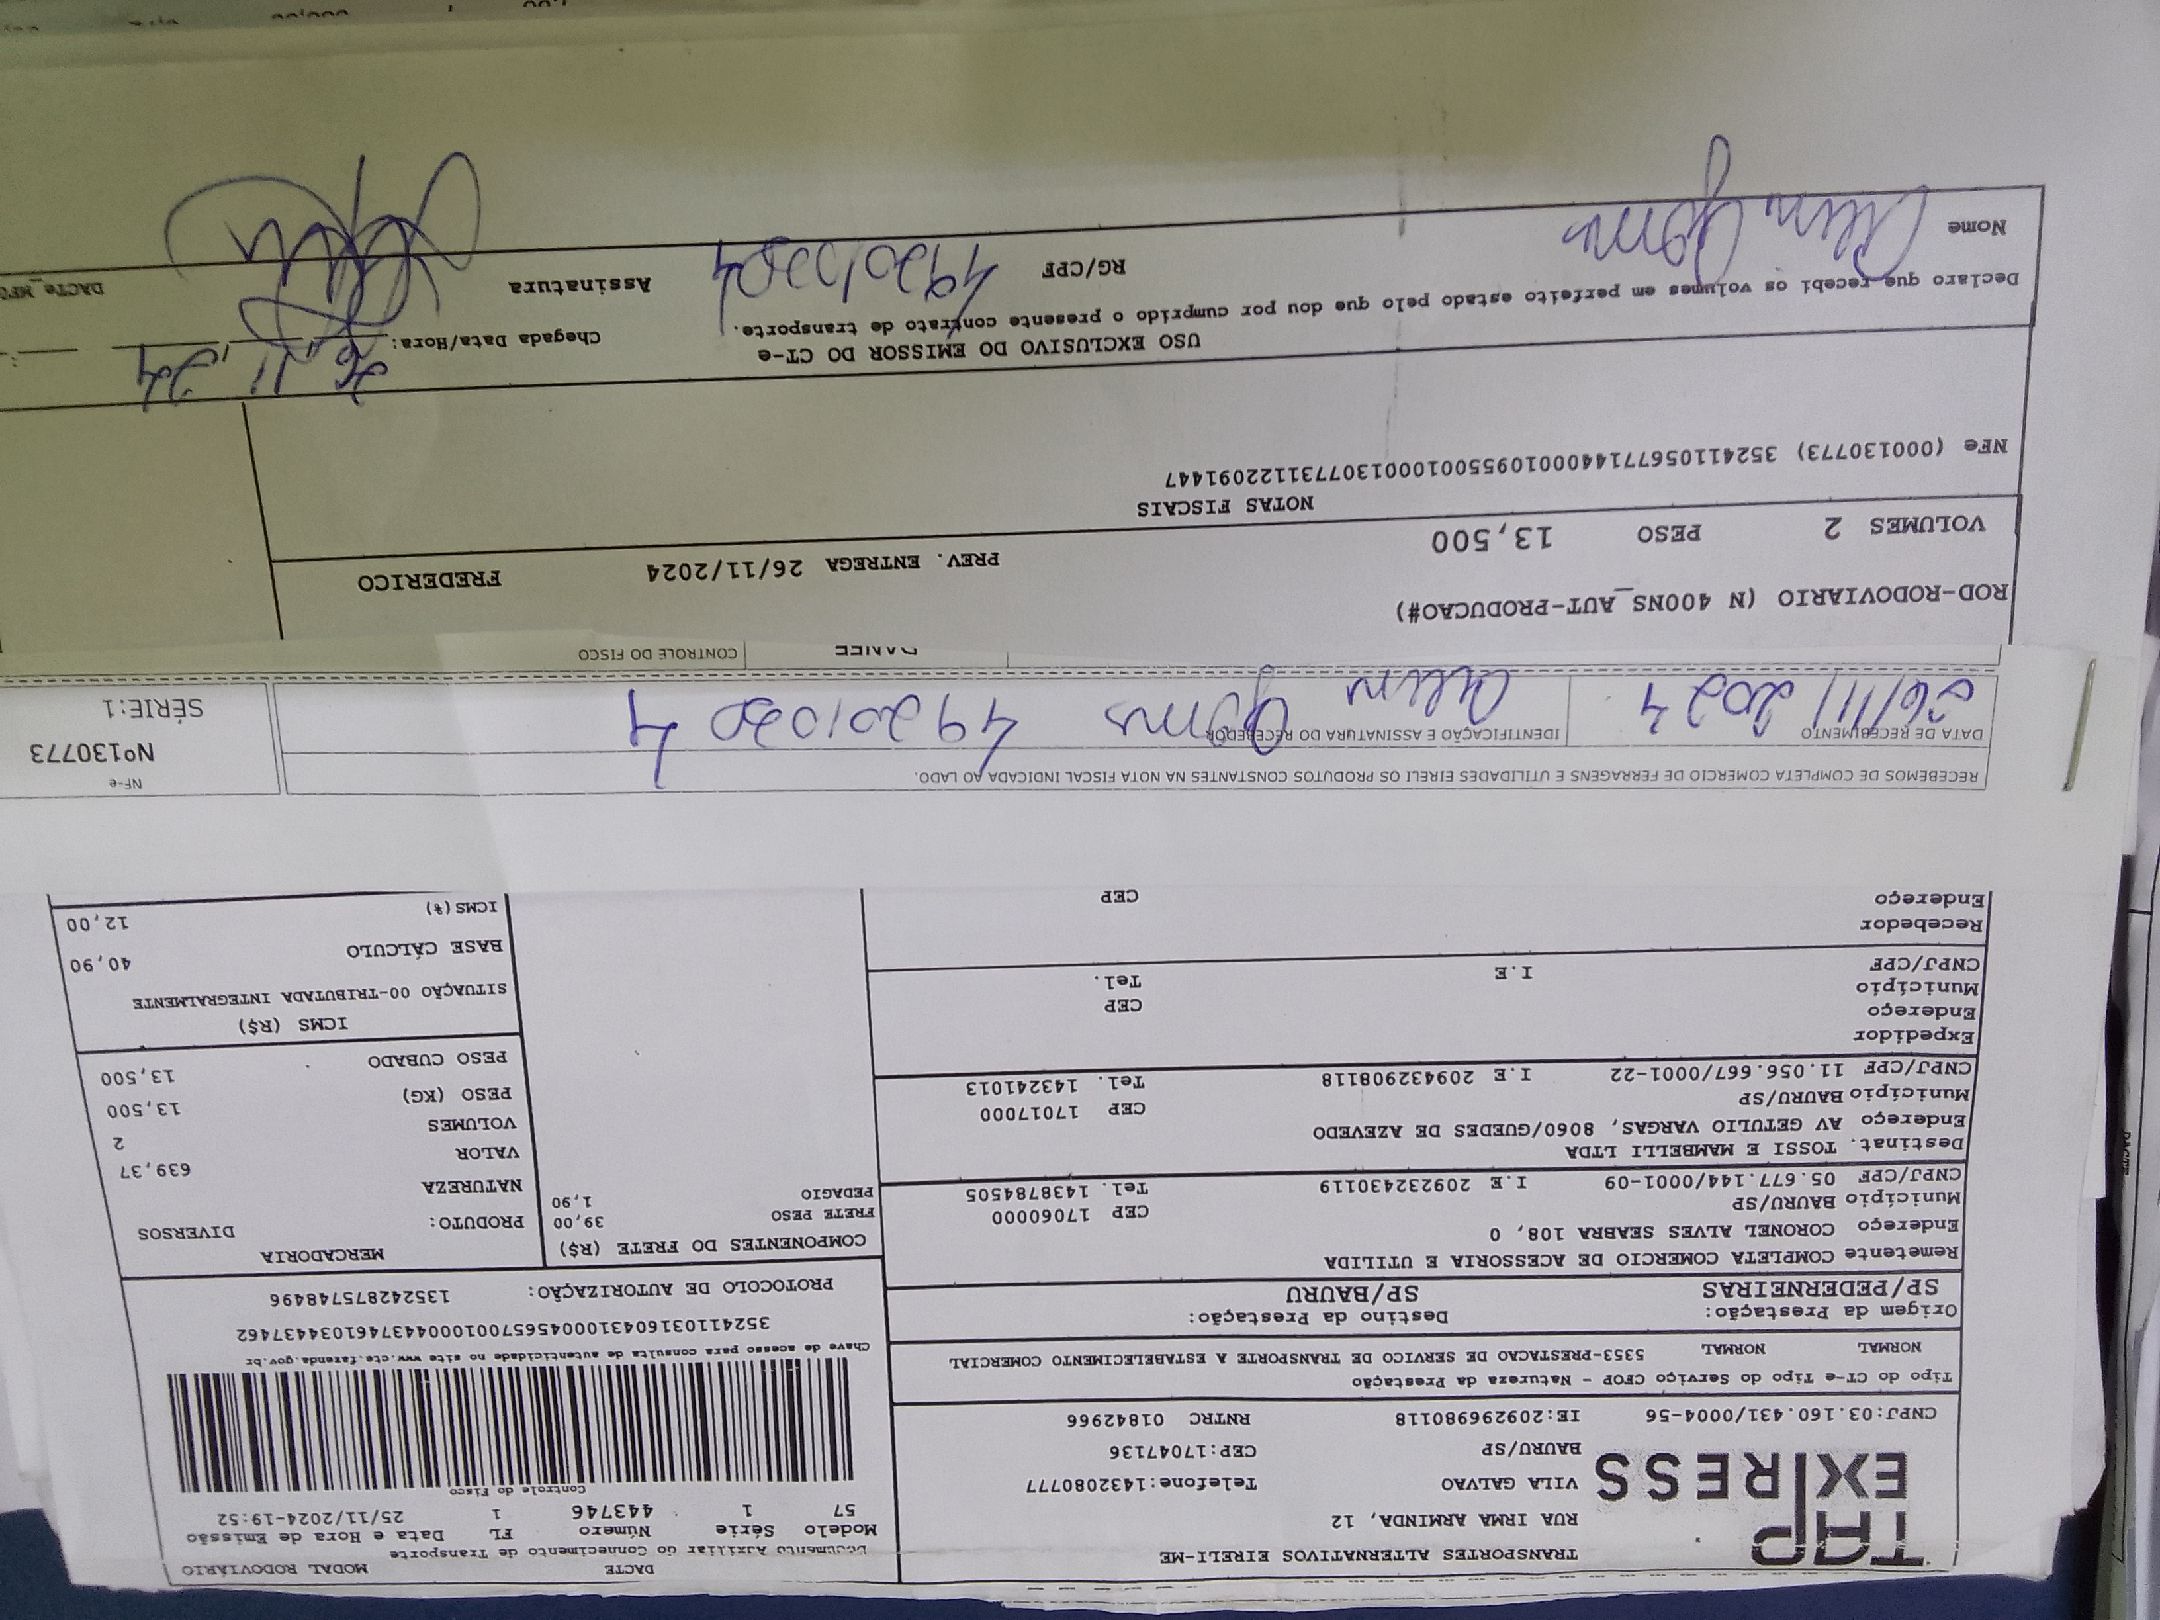 TAP EXPRESS
TRANSPORTES ALTERNATIVOS EIRELI-ME
RUA IRMA ARMINDA, 12
VILA GALVAO Telefone:1432080777
BAURU/SP CEP:17047136
CNPJ:03.160.431/0004-56 IE:209296980118 RNTRC 01842966
DACTE MODAL RODOVIÁRIO
Documento Auxiliar do Conhecimento de Transporte
Modelo Série Número FL Data e Hora de Emissão
57 1 443746 1 25/11/2024-19:52
Controle do Fisco
Chave de acesso para consulta de autenticidade no site www.cte.fazenda.gov.br
35241103160431000456570010004437461034437462
PROTOCOLO DE AUTORIZAÇÃO: 135242875748496
Tipo do CT-e Tipo do Serviço CFOP - Natureza da Prestação
NORMAL NORMAL 5353-PRESTACAO DE SERVICO DE TRANSPORTE A ESTABELECIMENTO COMERCIAL
Origem da Prestação: Destino da Prestação:
SP/PEDERNEIRAS SP/BAURU
Remetente COMPLETA COMERCIO DE ACESSORIA E UTILIDA
Endereço CORONEL ALVES SEABRA 108, 0
Município BAURU/SP CEP 17060000
CNPJ/CPF 05.677.144/0001-09 I.E 209232430119 Tel. 1438784505
Destinat. TOSSI E MAMBELLI LTDA
Endereço AV GETULIO VARGAS, 8060/GUEDES DE AZEVEDO
Município BAURU/SP CEP 17017000
CNPJ/CPF 11.056.667/0001-22 I.E 209432908118 Tel. 143241013
Expedidor
Endereço
Município CEP
CNPJ/CPF I.E Tel.
Recebedor
Endereço CEP
COMPONENTES DO FRETE (R$)
FRETE PESO 39,00
PEDAGIO 1,90
MERCADORIA
PRODUTO: DIVERSOS
NATUREZA
VALOR 639,37
VOLUMES 2
PESO (KG) 13,500
PESO CUBADO 13,500
ICMS (R$)
SITUAÇÃO 00-TRIBUTADA INTEGRALMENTE
BASE CÁLCULO 40,90
ICMS(%) 12,00
RECEBEMOS DE COMPLETA COMERCIO DE FERRAGENS E UTILIDADES EIRELI OS PRODUTOS CONSTANTES NA NOTA FISCAL INDICADA AO LADO.
NF-e
Nº130773
SÉRIE:1
DATA DE RECEBIMENTO IDENTIFICAÇÃO E ASSINATURA DO RECEBEDOR
26/11/2024 Gomes 492010204
DANFE CONTROLE DO FISCO
ROD-RODOVIARIO (N 400NS_AUT-PRODUCAO#)
VOLUMES 2 PESO 13,500 PREV. ENTREGA 26/11/2024 FREDERICO
NOTAS FISCAIS
NFe (000130773) 35241105677144000109550010001307731122091447
USO EXCLUSIVO DO EMISSOR DO CT-e
Declaro que recebi os volumes em perfeito estado pelo que dou por cumprido o presente contrato de transporte.
Chegada Data/Hora: 26/11/24
Nome Gomes RG/CPF 492010204 Assinatura